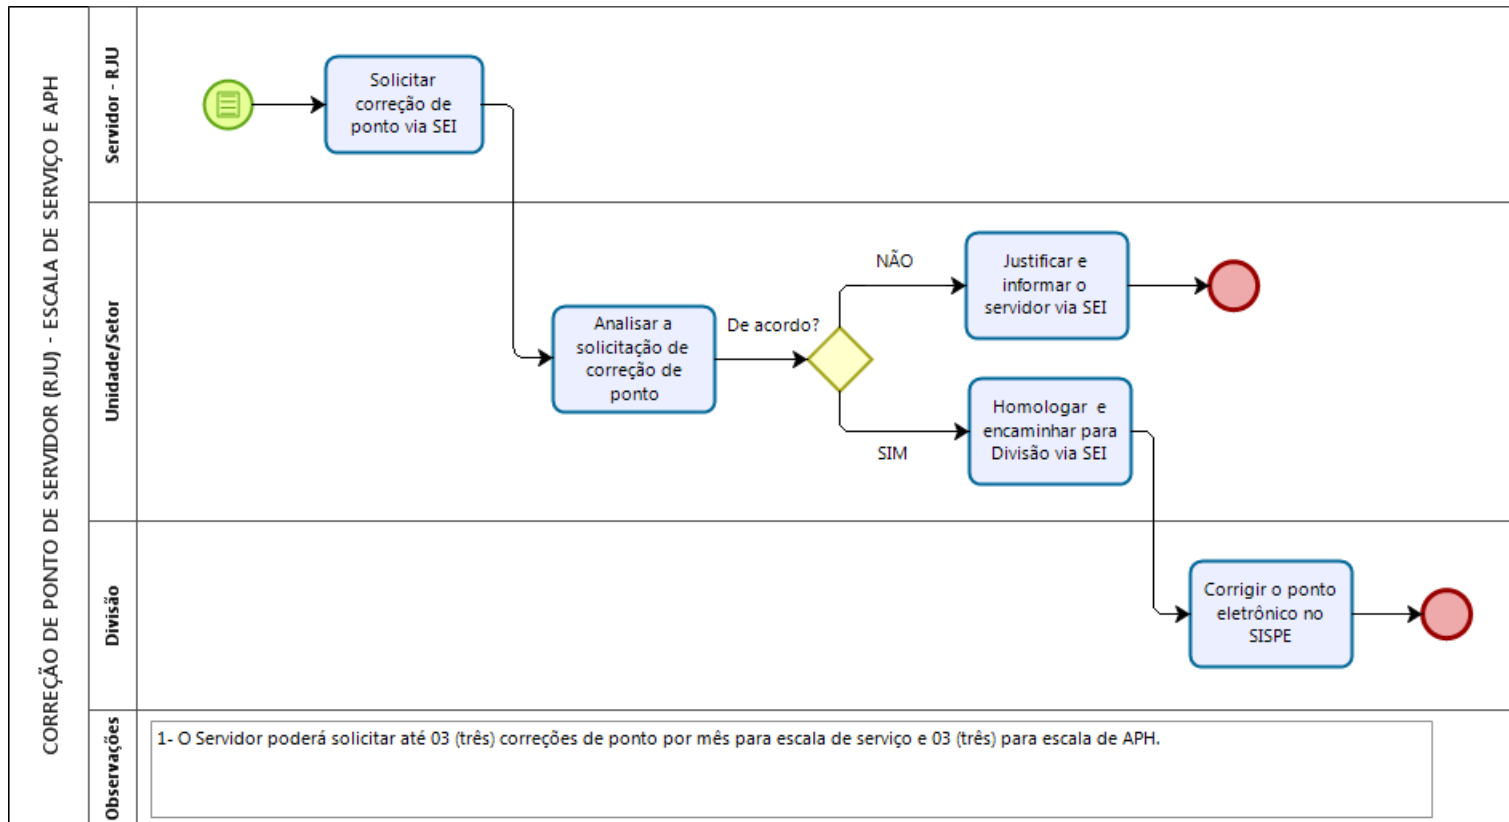 CORREÇÃO DE PONTO DE SERVIDOR (RJU) - ESCALA DE SERVIÇO E APH
Servidor - RJU
Solicitar
correção de
ponto via SEI
Unidade/Setor
Analisar a
solicitação de
correção de
ponto
De acordo?
NÃO
Justificar e
informar o
servidor via SEI
SIM
Homologar e
encaminhar para
Divisão via SEI
Divisão
Corrigir o ponto
eletrônico no
SISPE
Observações
1- O Servidor poderá solicitar até 03 (três) correções de ponto por mês para escala de serviço e 03 (três) para escala de APH.